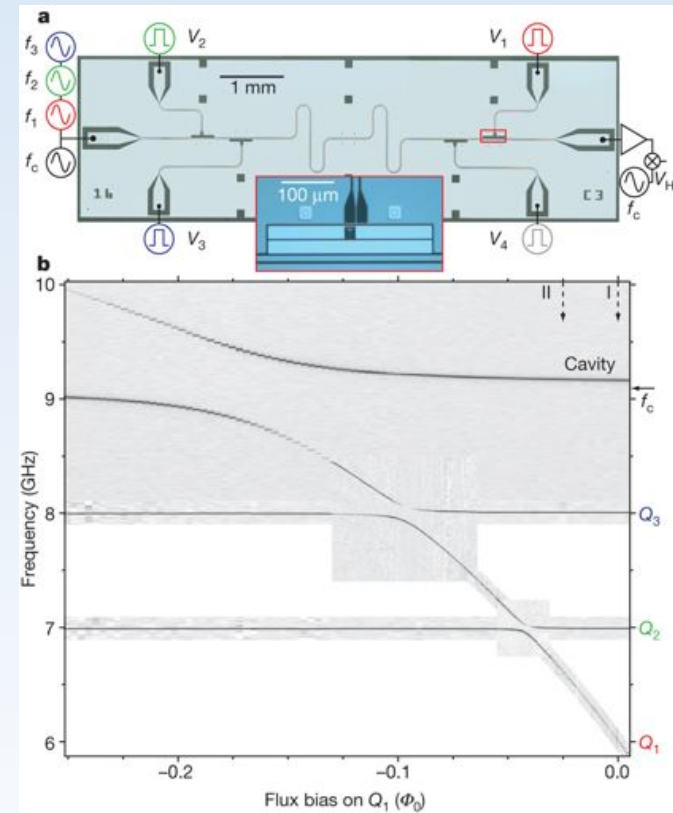 a
f3
f2
f1
fc
V2
V1
1 mm
16
C3
100 μm
V3
V4
fc
VH
b
10
9
8
7
6
Frequency (GHz)
II
I
Cavity
fc
Q3
Q2
Q1
−0.2
−0.1
0.0
Flux bias on Q1 (Φ0)